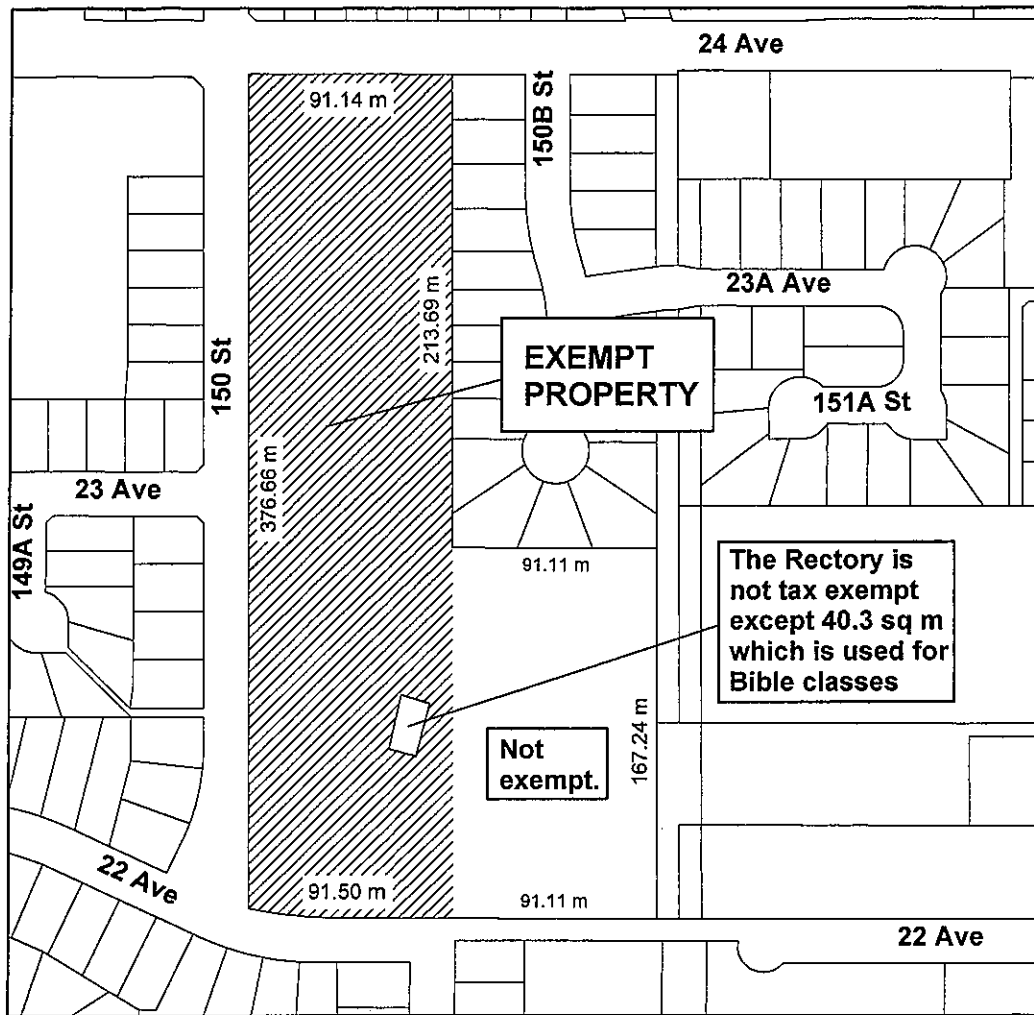 24 Ave
91.14 m
150B St
213.69 m
23A Ave
EXEMPT
PROPERTY
150 St
151A St
376.66 m
23 Ave
149A St
91.11 m
The Rectory is
not tax exempt
except 40.3 sq m
which is used for
Bible classes
Not
exempt.
167.24 m
22 Ave
91.50 m
91.11 m
22 Ave